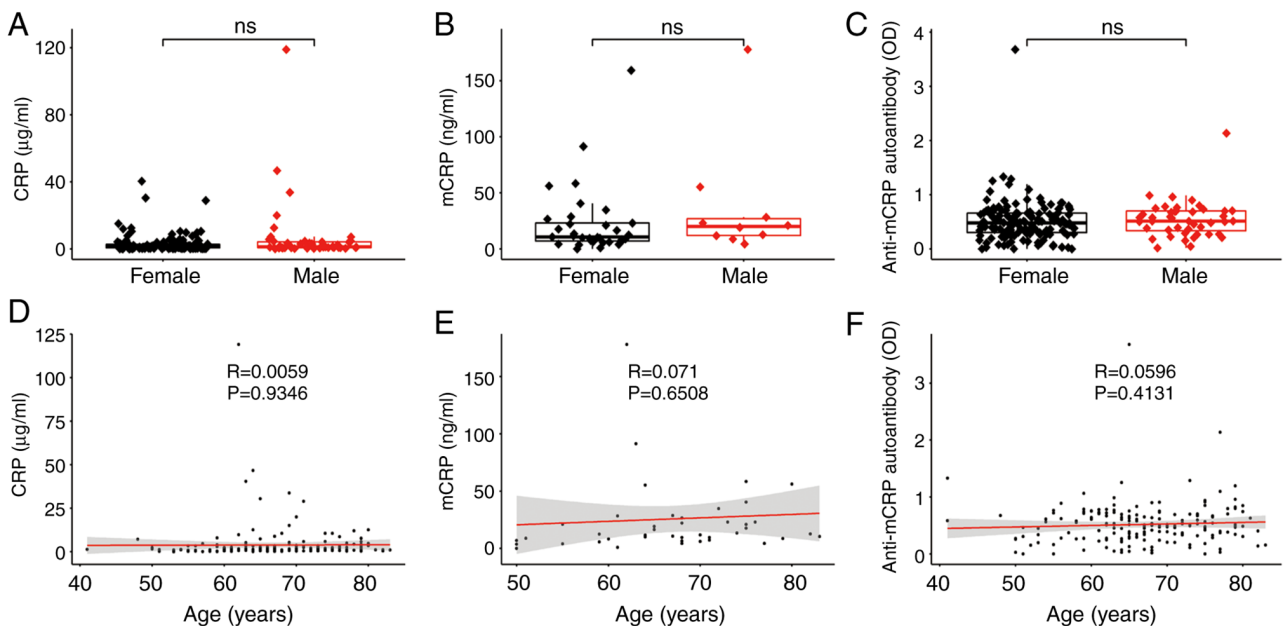 A
ns
CRP (μg/ml)
120
80
40
0
Female
Male
B
ns
mCRP (ng/ml)
150
100
50
0
Female
Male
C
ns
Anti-mCRP autoantibody (OD)
4
3
2
1
0
Female
Male
D
R=0.0059
P=0.9346
CRP (μg/ml)
125
100
75
50
25
0
40
50
60
70
80
Age (years)
E
R=0.071
P=0.6508
mCRP (ng/ml)
150
100
50
0
50
60
70
80
Age (years)
F
R=0.0596
P=0.4131
Anti-mCRP autoantibody (OD)
3
2
1
0
40
50
60
70
80
Age (years)